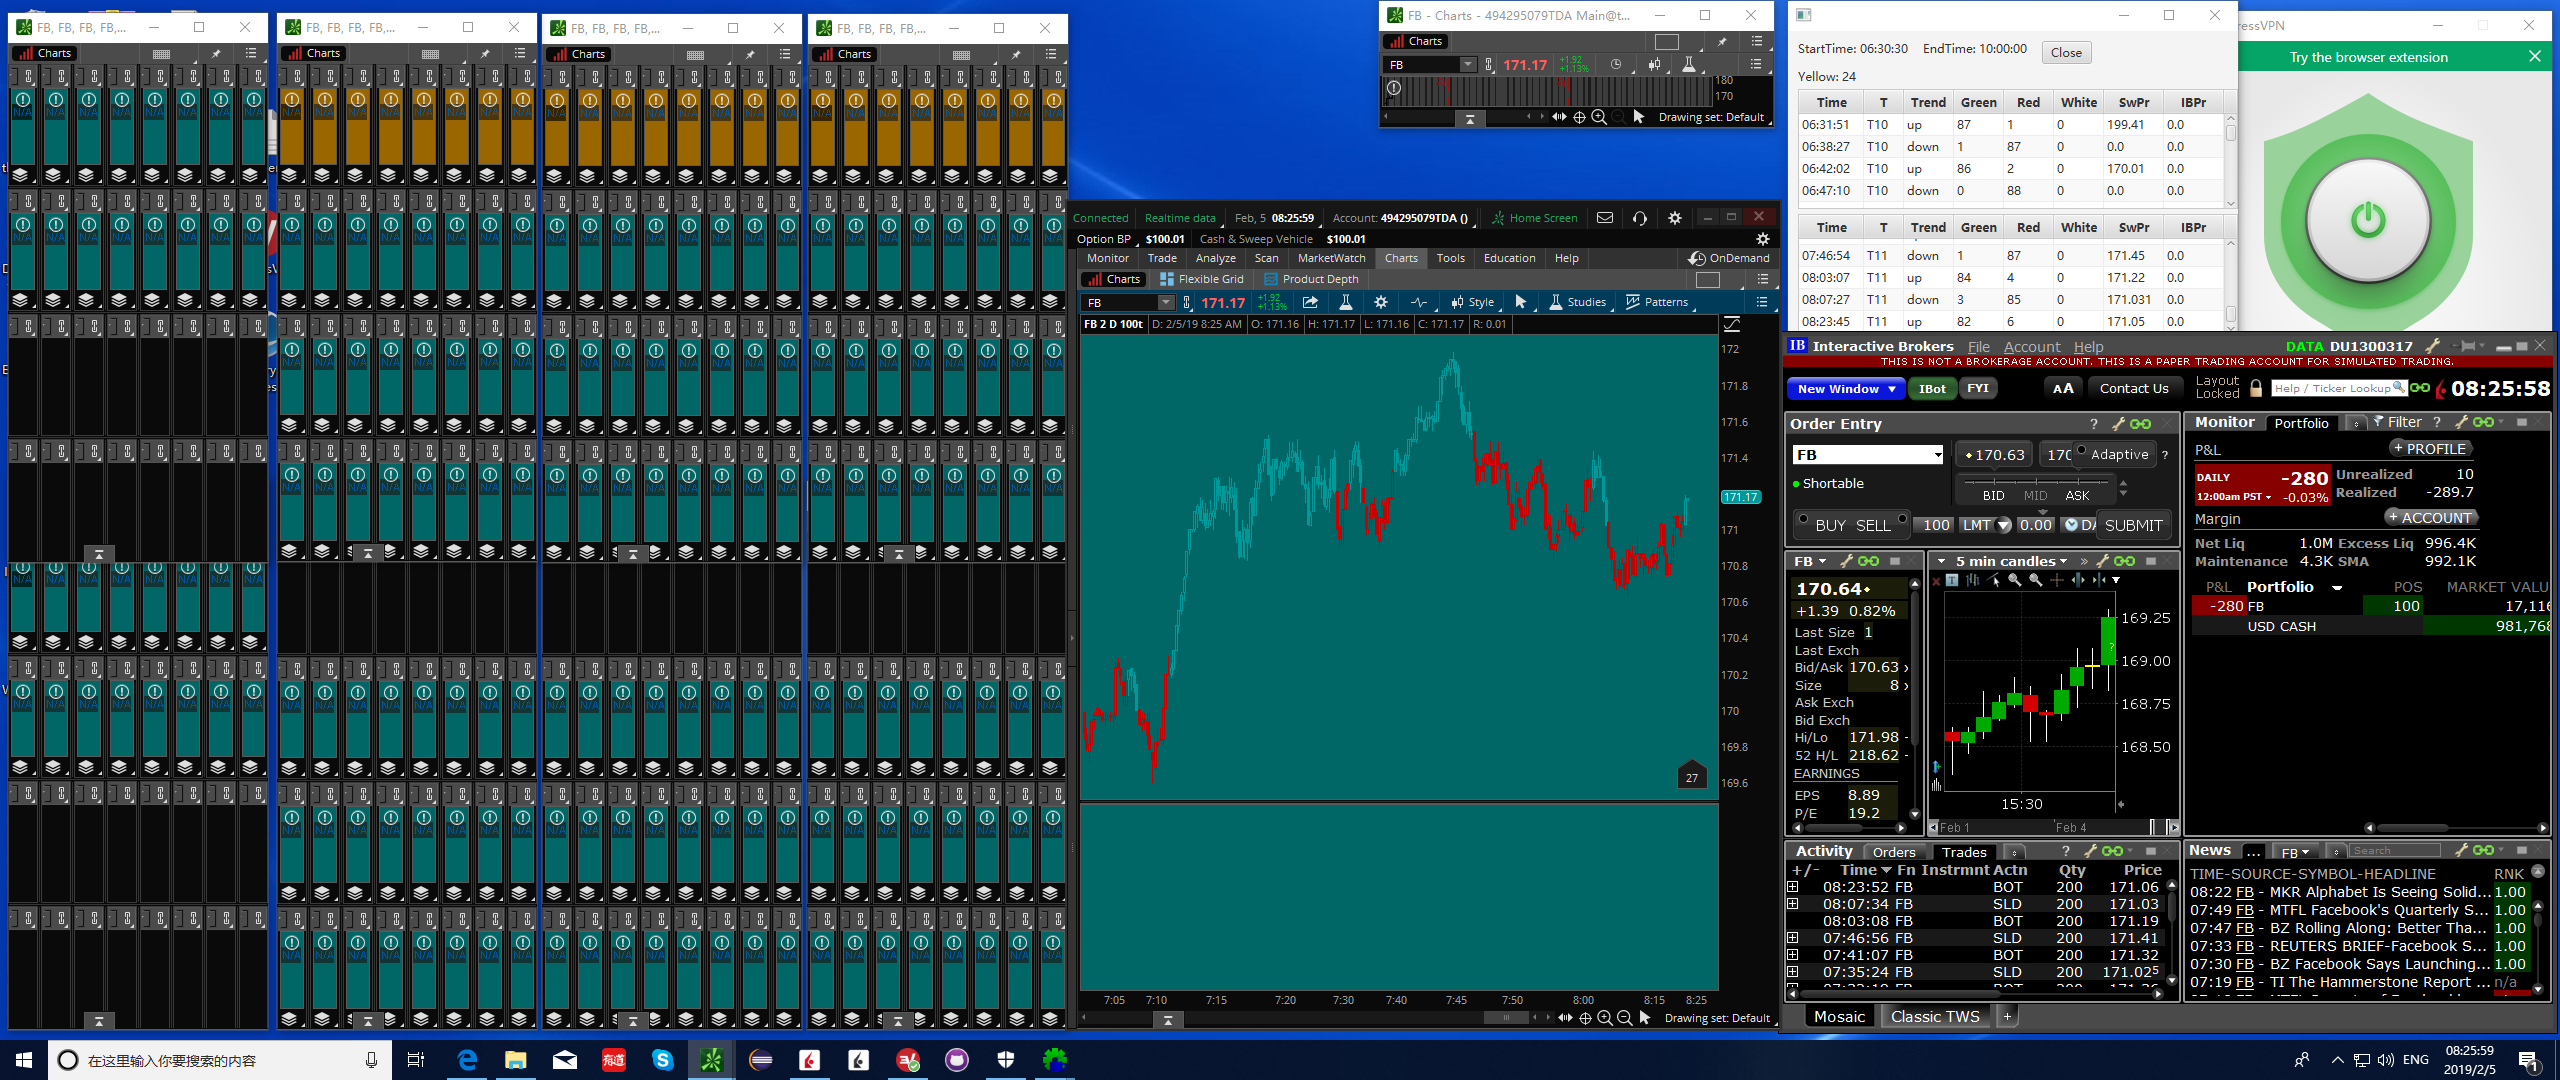 FB, FB, FB, FB,...
Charts
FB, FB, FB, FB,...
Charts
FB, FB, FB, FB,...
Charts
FB, FB, FB, FB,...
Charts
FB - Charts - 494295079TDA Main@t...
Charts
FB 171.17 +1.92 +1.13%
180
170
Drawing set: Default
StartTime: 06:30:30 EndTime: 10:00:00 Close
Yellow: 24
Time T Trend Green Red White SwPr IBPr
06:31:51 T10 up 87 1 0 199.41 0.0
06:38:27 T10 down 1 87 0 0.0 0.0
06:42:02 T10 up 86 2 0 170.01 0.0
06:47:10 T10 down 0 88 0 0.0 0.0
Time T Trend Green Red White SwPr IBPr
07:46:54 T11 down 1 87 0 171.45 0.0
08:03:07 T11 up 84 4 0 171.22 0.0
08:07:27 T11 down 3 85 0 171.031 0.0
08:23:45 T11 up 82 6 0 171.05 0.0
ressVPN
Try the browser extension
Connected Realtime data Feb, 5 08:25:59 Account: 494295079TDA () Home Screen
Option BP $100.01 Cash & Sweep Vehicle $100.01
Monitor Trade Analyze Scan MarketWatch Charts Tools Education Help OnDemand
Charts Flexible Grid Product Depth
FB 171.17 +1.92 +1.13% Style Studies Patterns
FB 2 D 100t D: 2/5/19 8:25 AM O: 171.16 H: 171.17 L: 171.16 C: 171.17 R: 0.01
172
171.8
171.6
171.4
171.17
171
170.8
170.6
170.4
170.2
170
169.8
169.6
27
7:05 7:10 7:15 7:20 7:30 7:40 7:45 7:50 8:00 8:15 8:25
Drawing set: Default
IB Interactive Brokers File Account Help DATA DU1300317
THIS IS NOT A BROKERAGE ACCOUNT. THIS IS A PAPER TRADING ACCOUNT FOR SIMULATED TRADING.
New Window IBot FYI AA Contact Us Layout Locked Help / Ticker Lookup 08:25:58
Order Entry ?
FB 170.63 170 Adaptive ?
Shortable
BID MID ASK
BUY SELL 100 LMT 0.00 DA SUBMIT
FB
170.64
+1.39 0.82%
Last Size 1
Last Exch
Bid/Ask 170.63 x
Size 8 x
Ask Exch
Bid Exch
Hi/Lo 171.98 -
52 H/L 218.62 -
EARNINGS
EPS 8.89
P/E 19.2
5 min candles
169.25
169.00
168.75
168.50
15:30
Feb 1 Feb 4
Monitor Portfolio Filter ?
P&L + PROFILE
DAILY -280 Unrealized 10
12:00am PST -0.03% Realized -289.7
Margin + ACCOUNT
Net Liq 1.0M Excess Liq 996.4K
Maintenance 4.3K SMA 992.1K
P&L Portfolio POS MARKET VALU
-280 FB 100 17,116
USD CASH 981,768
Activity Orders Trades ?
+/- Time Fn Instrmnt Actn Qty Price
08:23:52 FB BOT 200 171.06
08:07:34 FB SLD 200 171.03
08:03:08 FB BOT 200 171.19
07:46:56 FB SLD 200 171.41
07:41:07 FB BOT 200 171.32
07:35:24 FB SLD 200 171.025
News ... FB Search
TIME-SOURCE-SYMBOL-HEADLINE RNK
08:22 FB - MKR Alphabet Is Seeing Solid... 1.00
07:49 FB - MTFL Facebook's Quarterly S... 1.00
07:47 FB - BZ Rolling Along: Better Tha... 1.00
07:33 FB - REUTERS BRIEF-Facebook S... 1.00
07:30 FB - BZ Facebook Says Launching... 1.00
07:19 FB - TI The Hammerstone Report ... n/a
Mosaic Classic TWS +
在这里输入你要搜索的内容
有道
ENG
08:25:59
2019/2/5
1